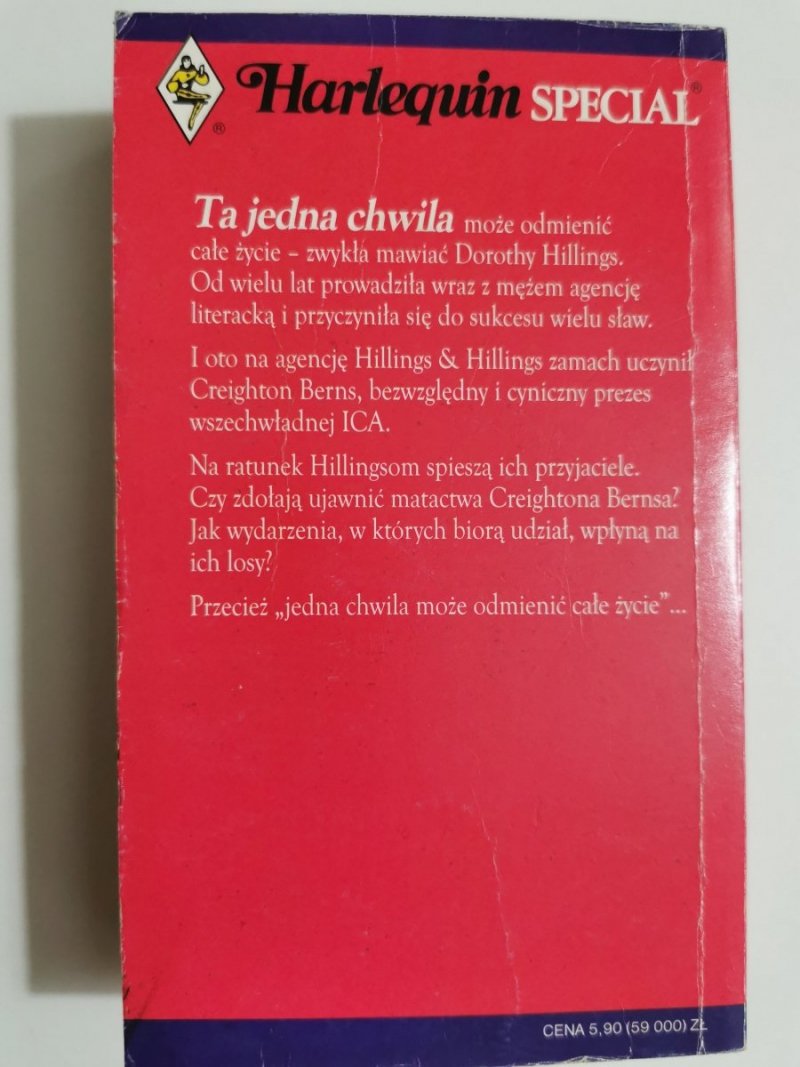 Harlequin SPECIAL®
®
Ta jedna chwila może odmienić
całe życie – zwykła mawiać Dorothy Hillings.
Od wielu lat prowadziła wraz z mężem agencję
literacką i przyczyniła się do sukcesu wielu sław.
I oto na agencję Hillings & Hillings zamach uczynił
Creighton Berns, bezwzględny i cyniczny prezes
wszechwładnej ICA.
Na ratunek Hillingsom spieszą ich przyjaciele.
Czy zdołają ujawnić matactwa Creightona Bernsa?
Jak wydarzenia, w których biorą udział, wpłyną na
ich losy?
Przecież „jedna chwila może odmienić całe życie”...
CENA 5,90 (59 000) ZŁ